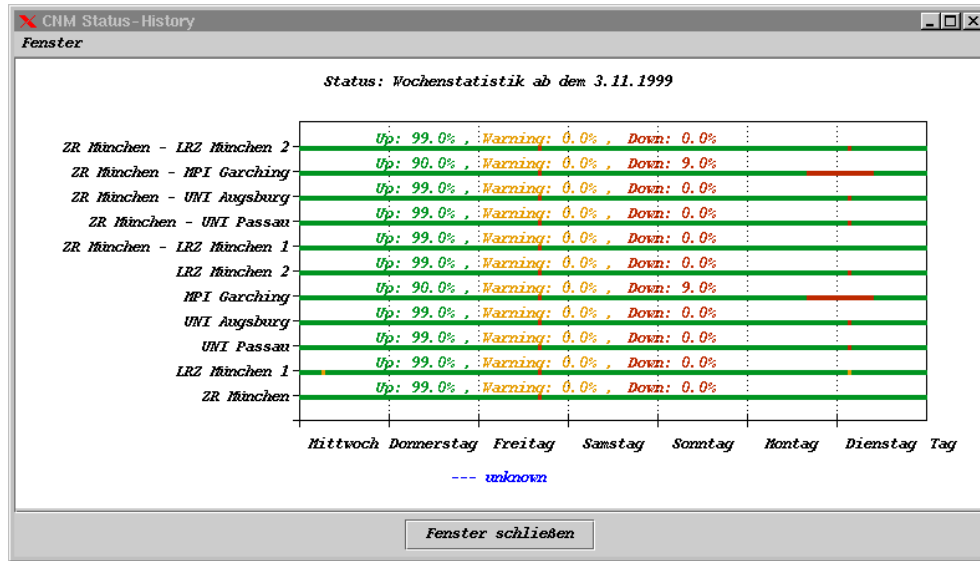 CNM Status-History
Fenster
Status: Wochenstatistik ab dem 3.11.1999
Up: 99.0% , Warning: 0.0% , Down: 0.0%
ZR München - LRZ München 2
Up: 90.0% , Warning: 0.0% , Down: 9.0%
ZR München - MPI Garching
Up: 99.0% , Warning: 0.0% , Down: 0.0%
ZR München - UNI Augsburg
Up: 99.0% , Warning: 0.0% , Down: 0.0%
ZR München - UNI Passau
Up: 99.0% , Warning: 0.0% , Down: 0.0%
ZR München - LRZ München 1
Up: 99.0% , Warning: 0.0% , Down: 0.0%
LRZ München 2
Up: 90.0% , Warning: 0.0% , Down: 9.0%
MPI Garching
Up: 99.0% , Warning: 0.0% , Down: 0.0%
UNI Augsburg
Up: 99.0% , Warning: 0.0% , Down: 0.0%
UNI Passau
Up: 99.0% , Warning: 0.0% , Down: 0.0%
LRZ München 1
Up: 99.0% , Warning: 0.0% , Down: 0.0%
ZR München
Mittwoch Donnerstag Freitag Samstag Sonntag Montag Dienstag Tag
--- unknown
Fenster schließen